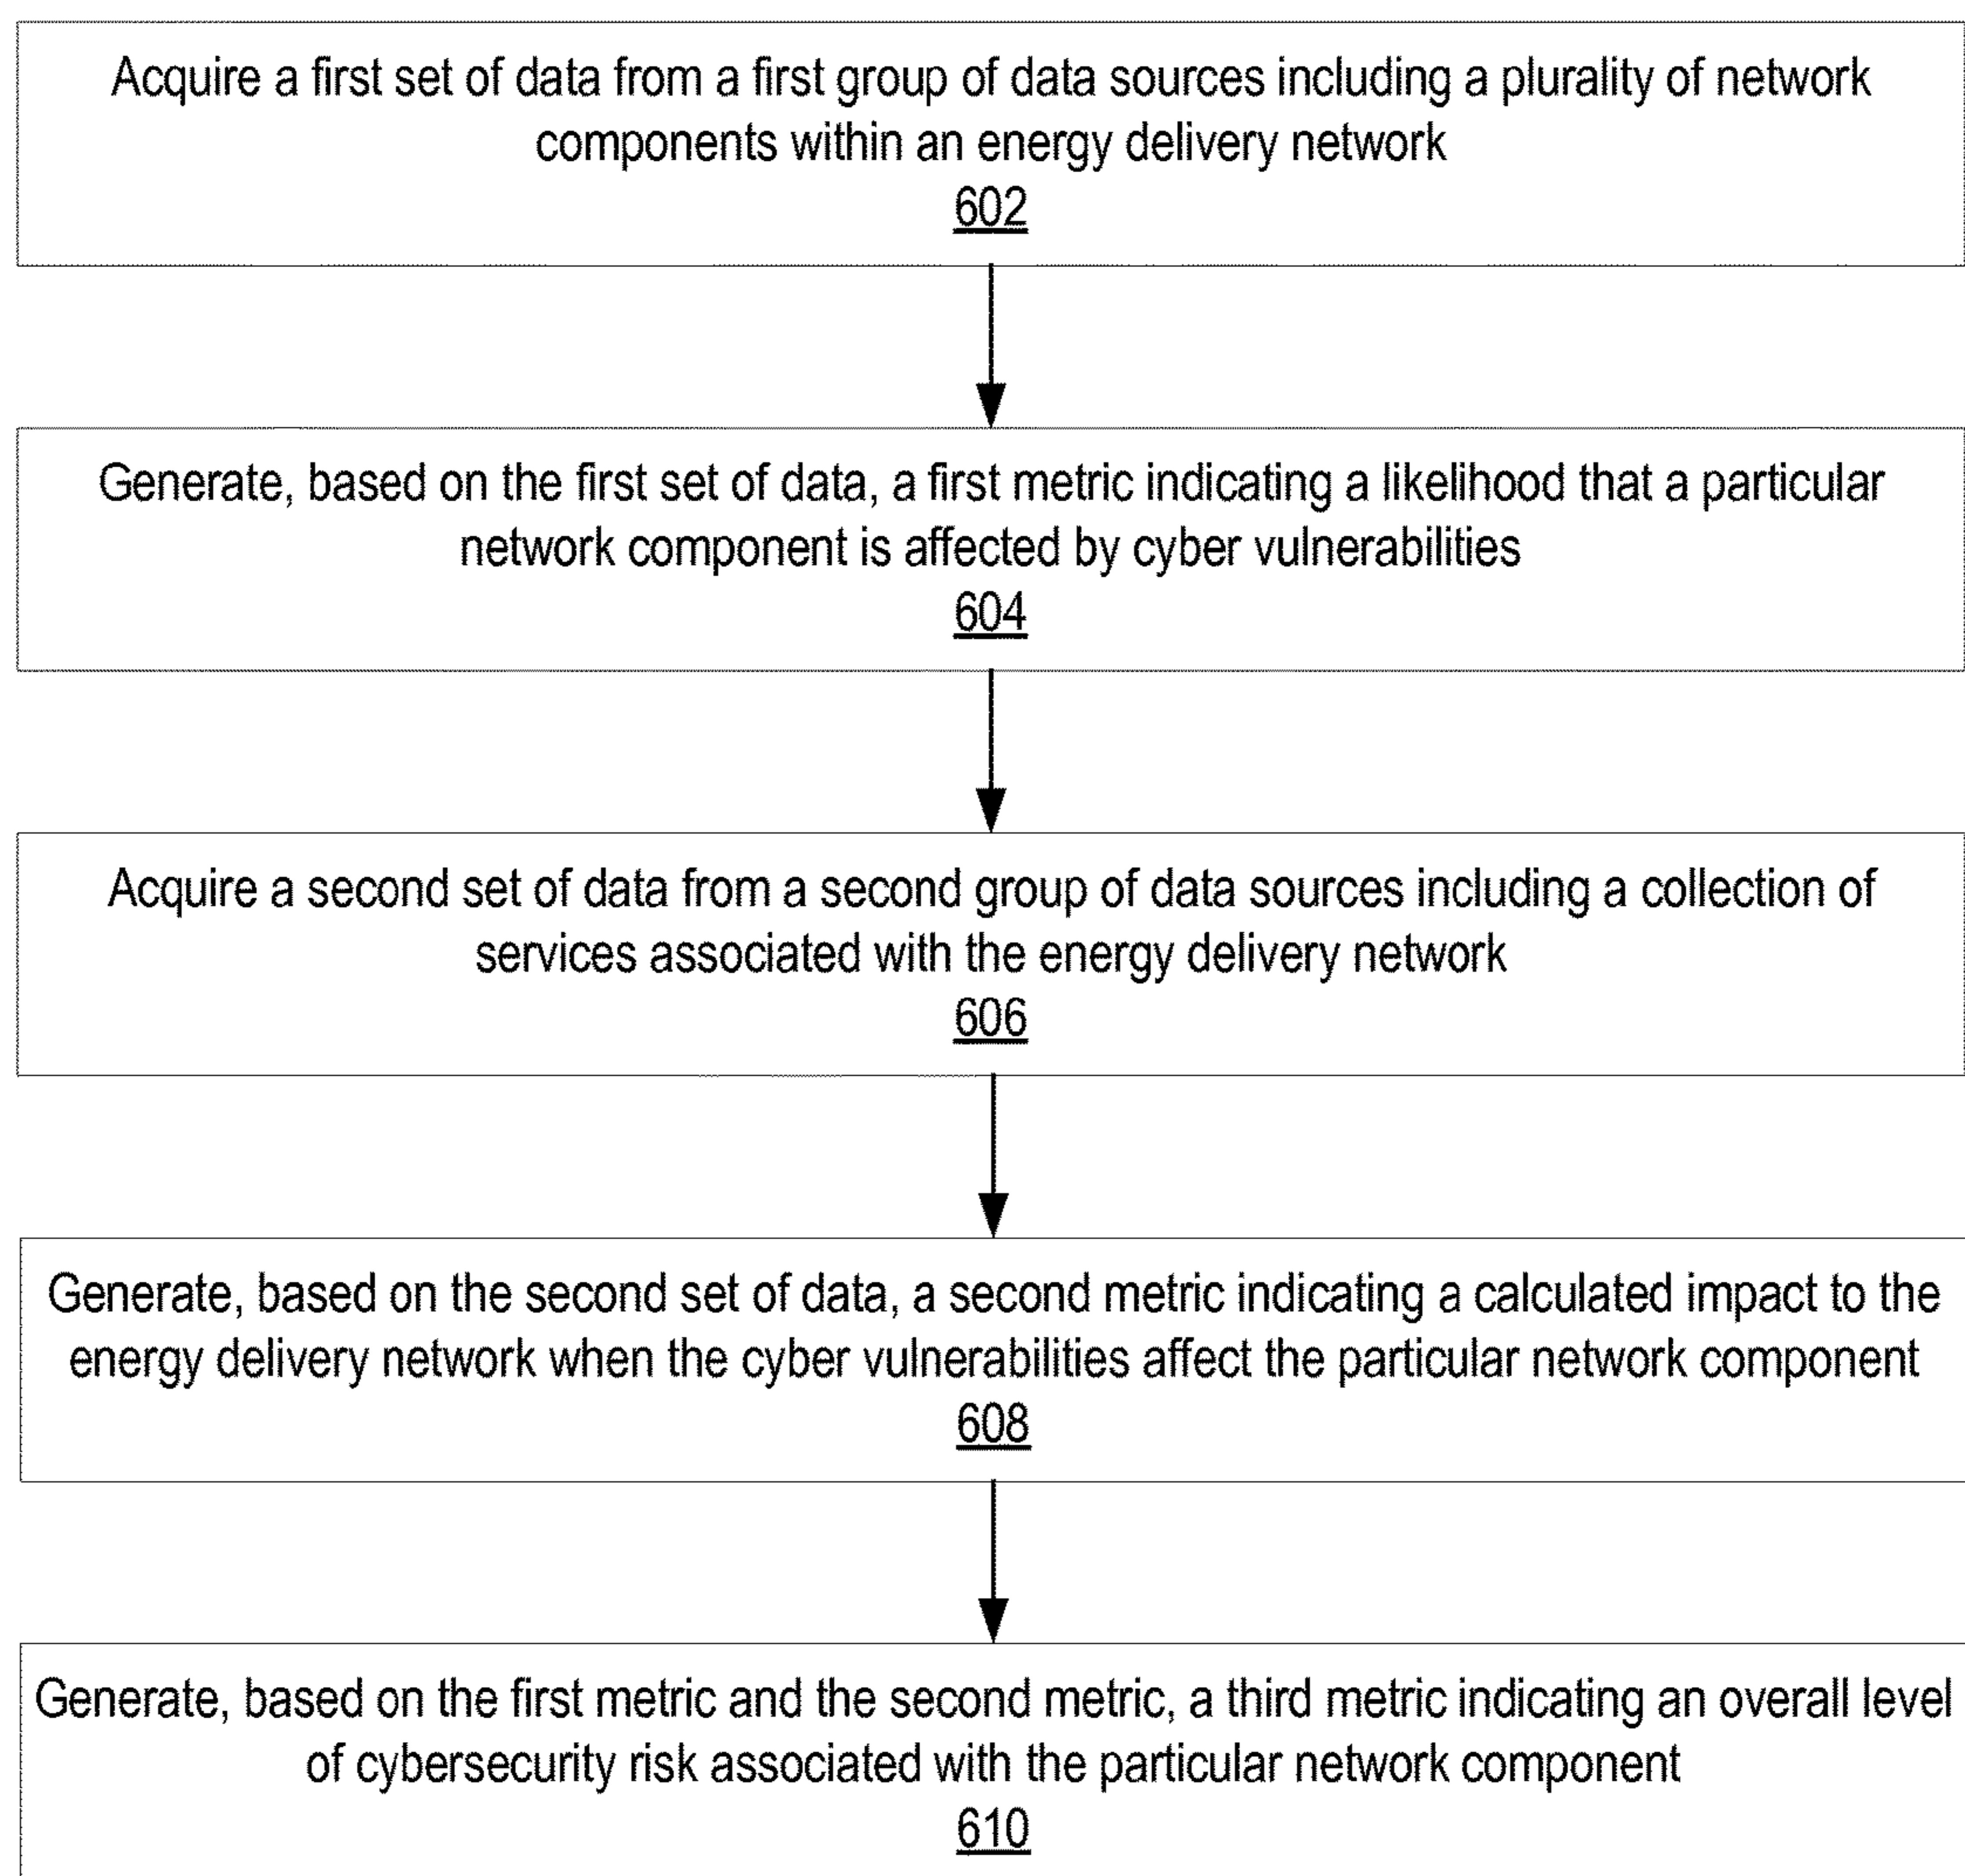 Acquire a first set of data from a first group of data sources including a plurality of network
components within an energy delivery network
602
Generate, based on the first set of data, a first metric indicating a likelihood that a particular
network component is affected by cyber vulnerabilities
604
Acquire a second set of data from a second group of data sources including a collection of
services associated with the energy delivery network
606
Generate, based on the second set of data, a second metric indicating a calculated impact to the
energy delivery network when the cyber vulnerabilities affect the particular network component
608
Generate, based on the first metric and the second metric, a third metric indicating an overall level
of cybersecurity risk associated with the particular network component
610